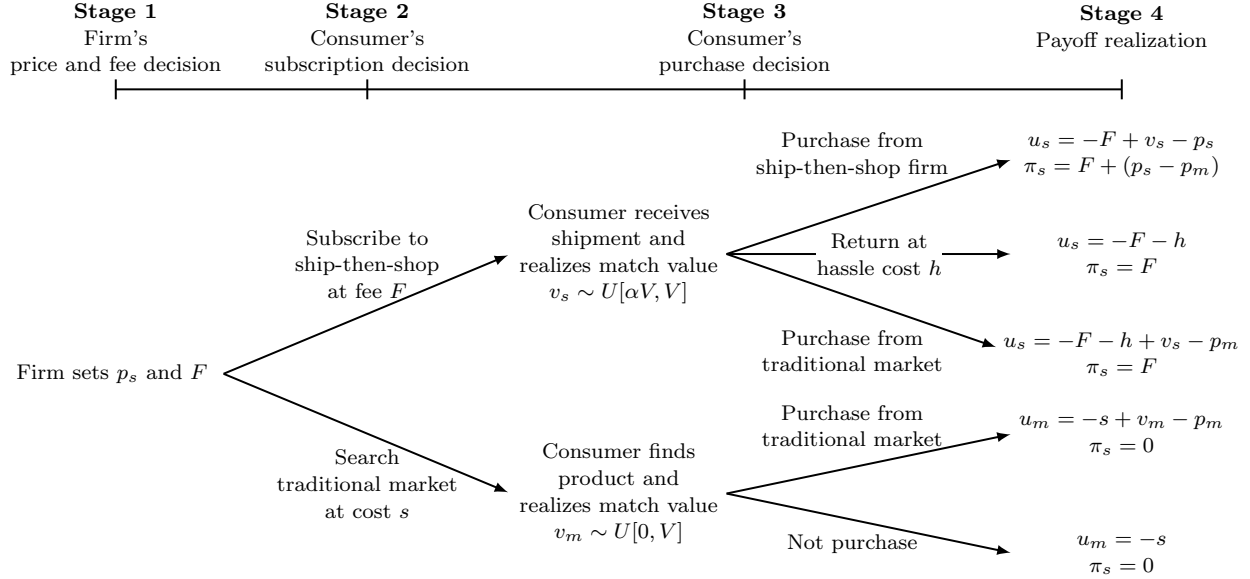 Stage 1
Firm's
price and fee decision
Stage 2
Consumer's
subscription decision
Stage 3
Consumer's
purchase decision
Stage 4
Payoff realization
Firm sets p_s and F
Subscribe to
ship-then-shop
at fee F
Search
traditional market
at cost s
Consumer receives
shipment and
realizes match value
v_s ∼ U[αV, V]
Consumer finds
product and
realizes match value
v_m ∼ U[0, V]
Purchase from
ship-then-shop firm
Return at
hassle cost h
Purchase from
traditional market
Purchase from
traditional market
Not purchase
u_s = −F + v_s − p_s
π_s = F + (p_s − p_m)
u_s = −F − h
π_s = F
u_s = −F − h + v_s − p_m
π_s = F
u_m = −s + v_m − p_m
π_s = 0
u_m = −s
π_s = 0